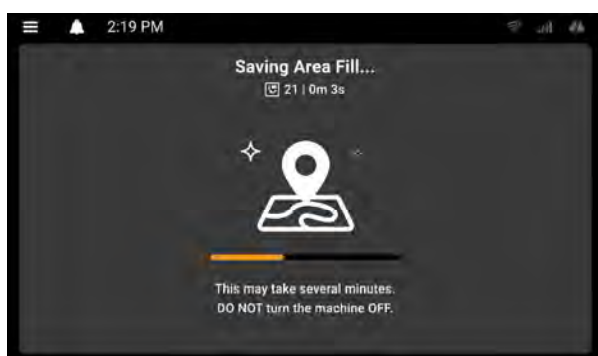 2:19 PM
Saving Area Fill...
21 | 0m 3s
This may take several minutes.
DO NOT turn the machine OFF.